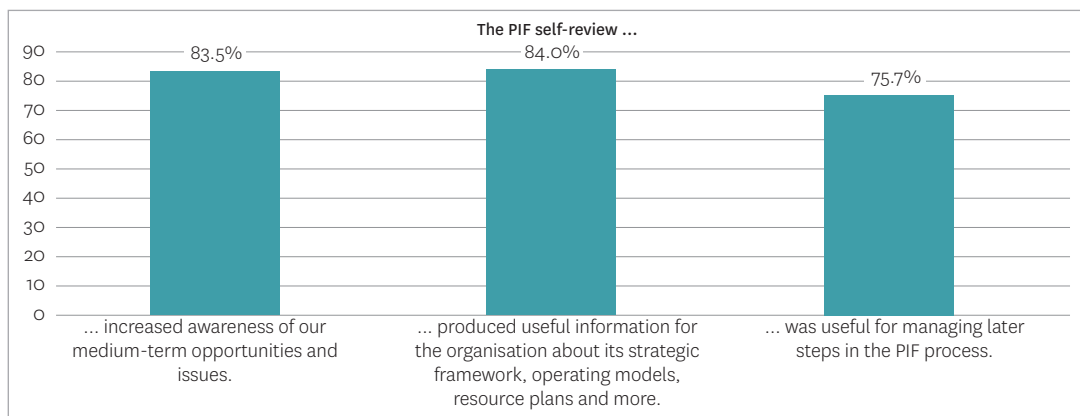 The PIF self-review ...
90
80
70
60
50
40
30
20
10
0
83.5%
84.0%
75.7%
... increased awareness of our
medium-term opportunities and
issues.
... produced useful information for
the organisation about its strategic
framework, operating models,
resource plans and more.
... was useful for managing later
steps in the PIF process.